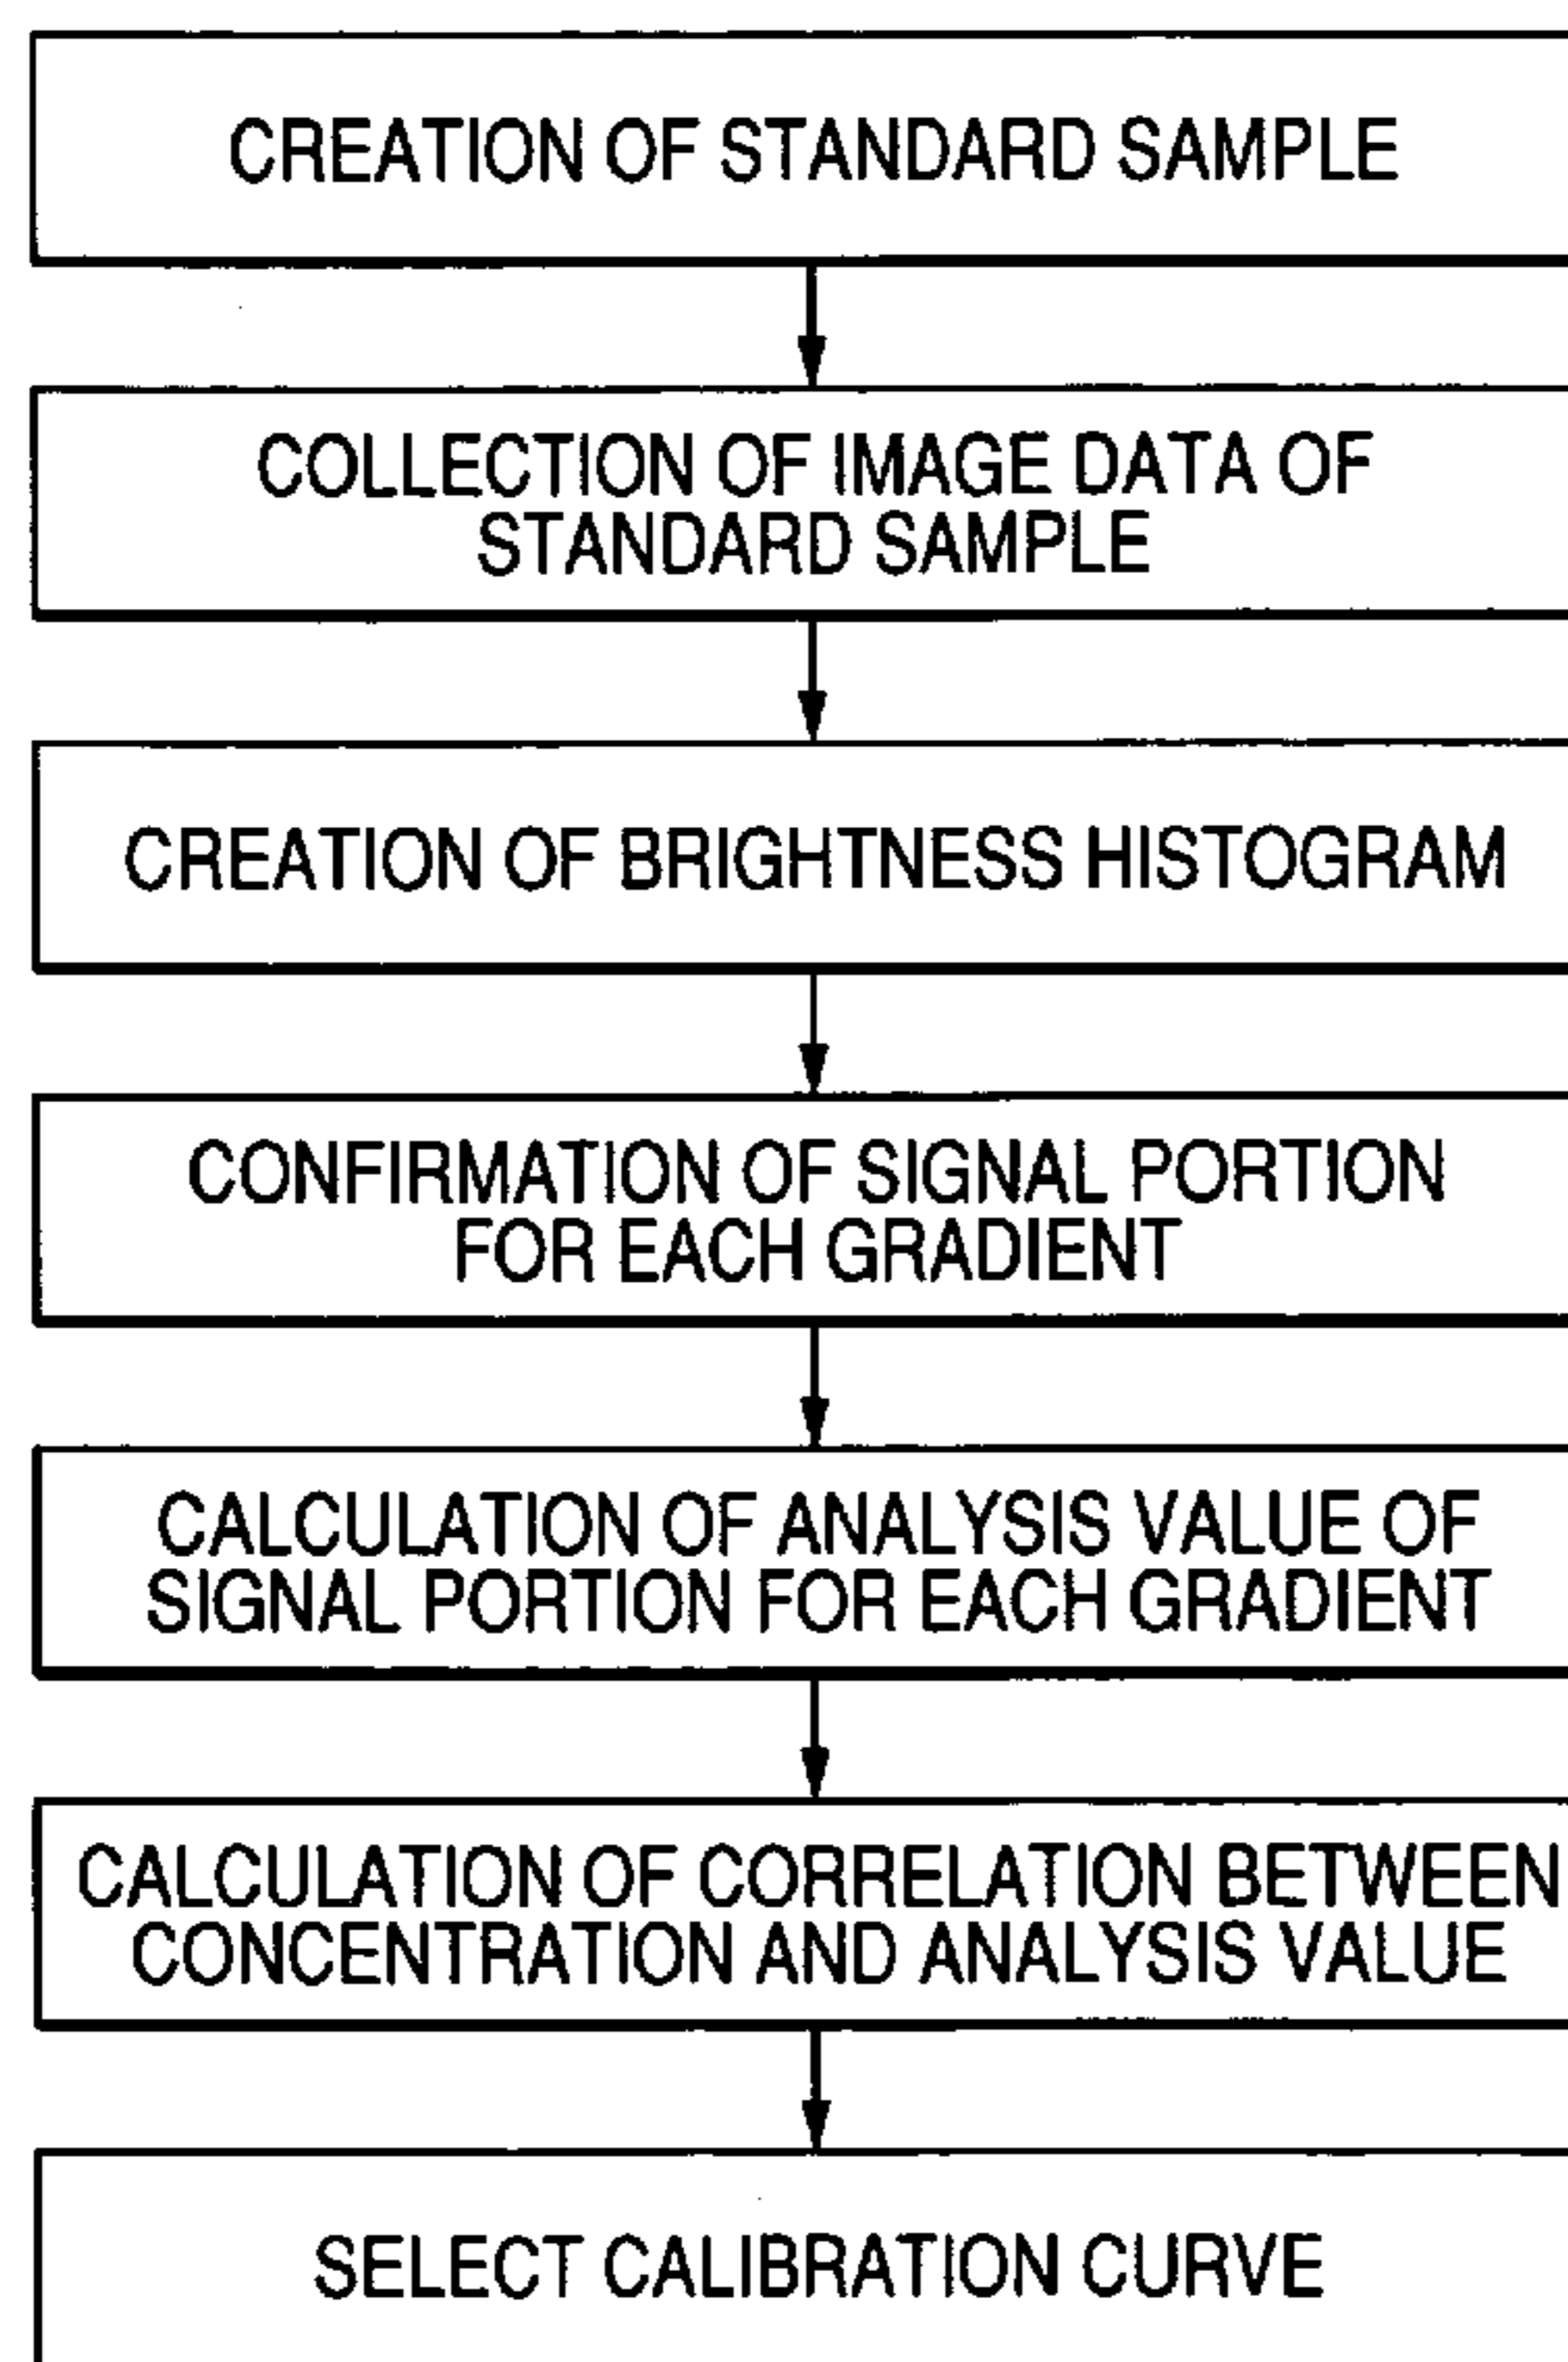 CREATION OF STANDARD SAMPLE
COLLECTION OF IMAGE DATA OF
STANDARD SAMPLE
CREATION OF BRIGHTNESS HISTOGRAM
CONFIRMATION OF SIGNAL PORTION
FOR EACH GRADIENT
CALCULATION OF ANALYSIS VALUE OF
SIGNAL PORTION FOR EACH GRADIENT
CALCULATION OF CORRELATION BETWEEN
CONCENTRATION AND ANALYSIS VALUE
SELECT CALIBRATION CURVE